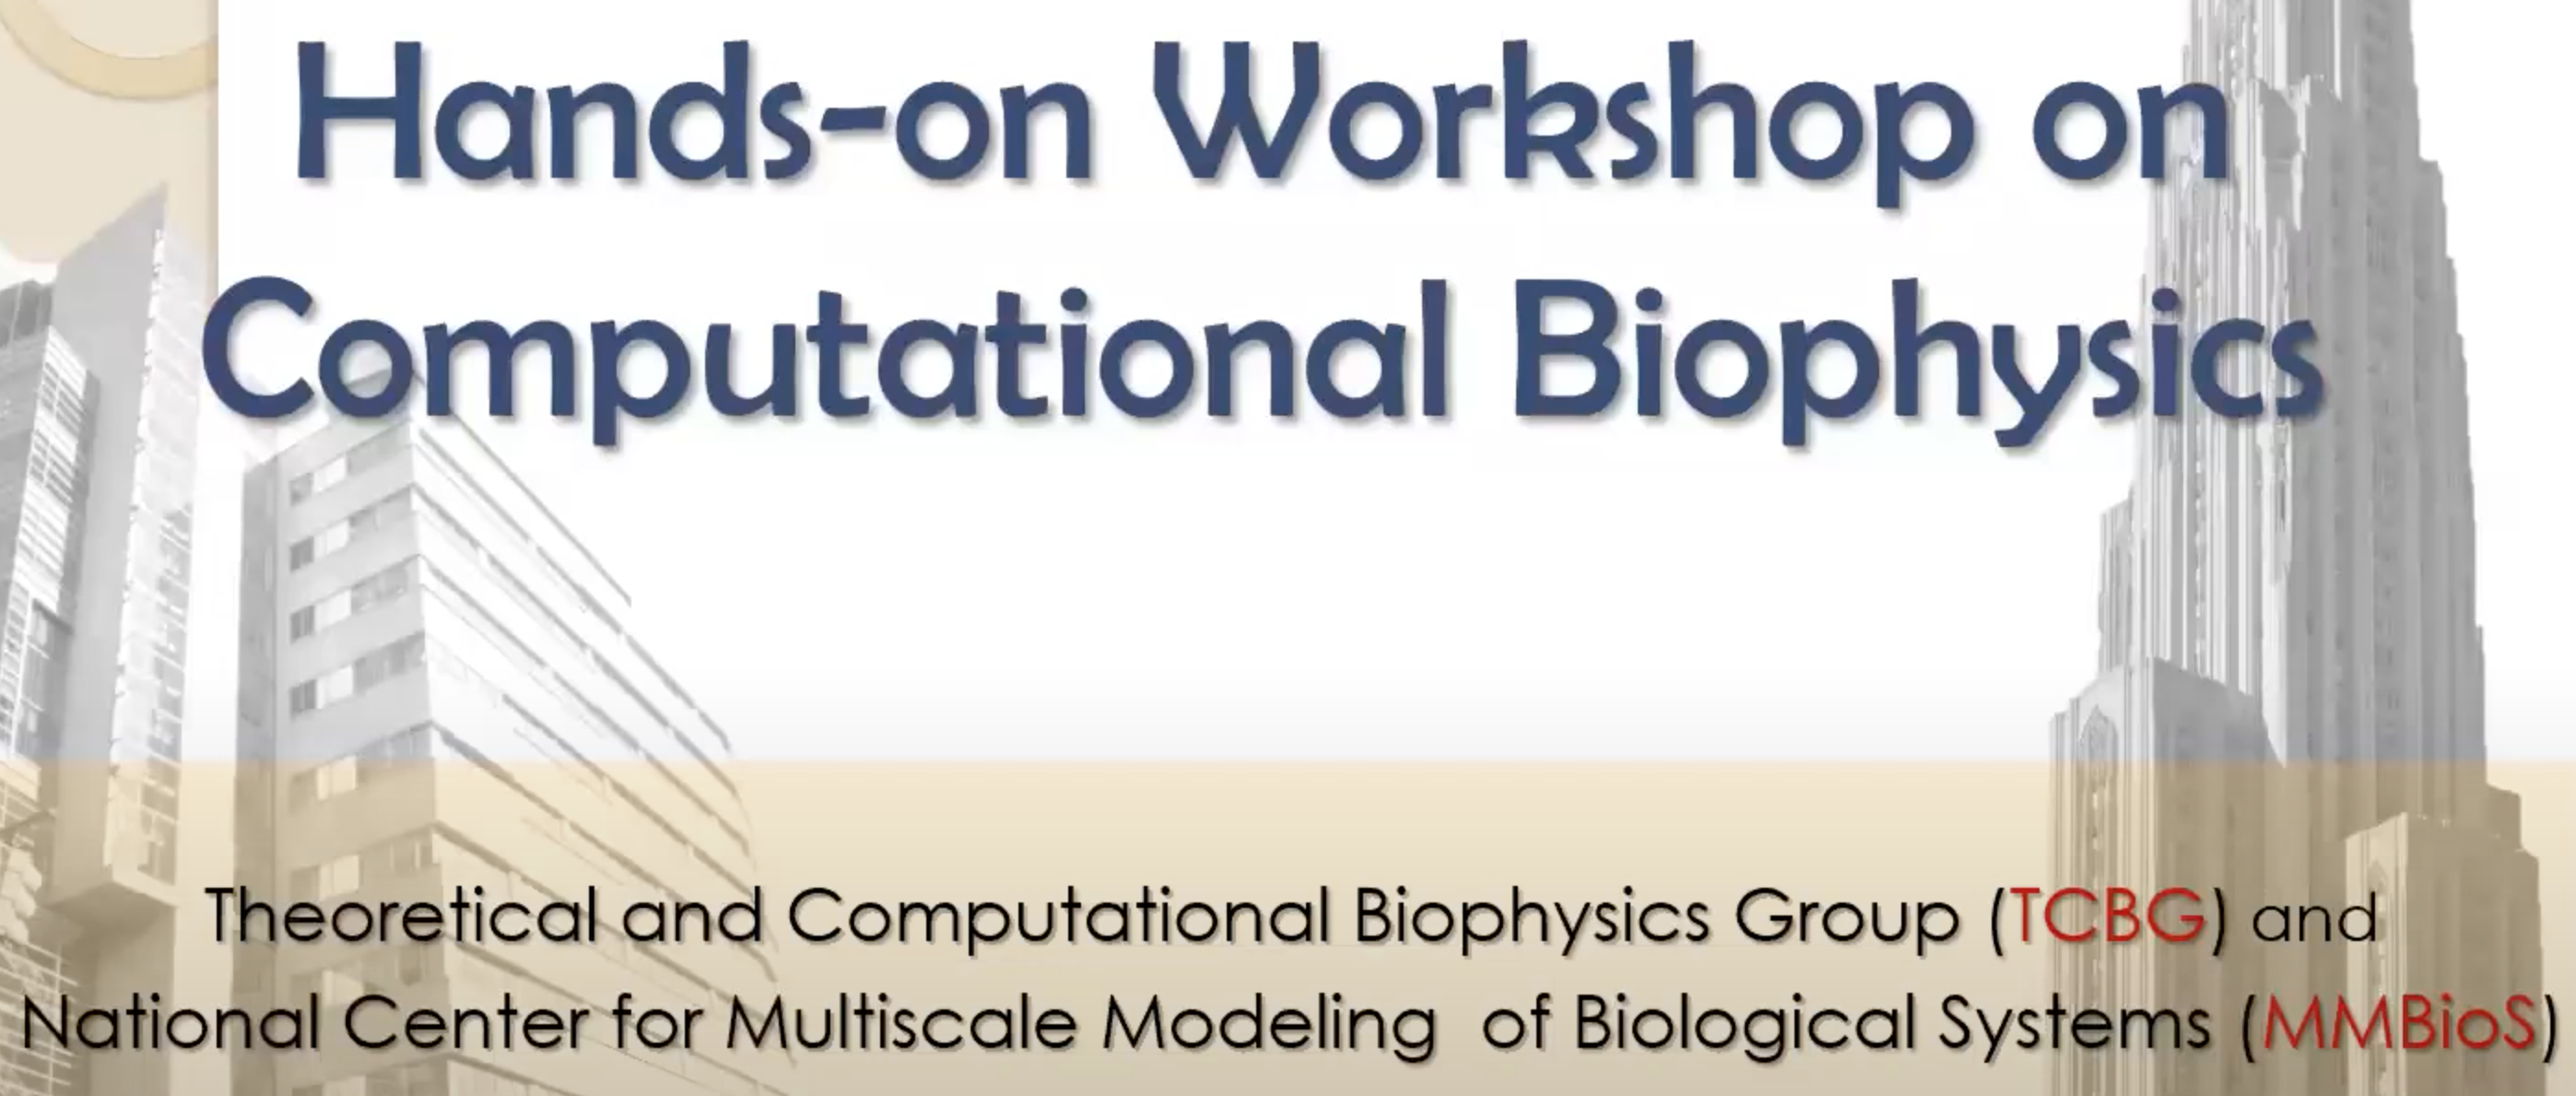 Hands-on Workshop on
Computational Biophysics
Theoretical and Computational Biophysics Group (TCBG) and
National Center for Multiscale Modeling of Biological Systems (MMBioS)